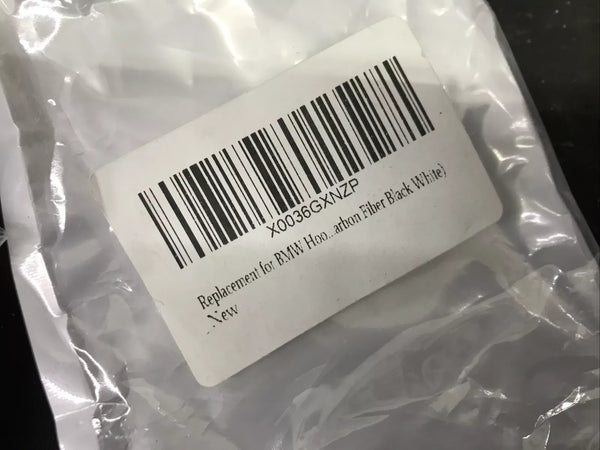 X0036GXNZP
Replacement for BMW Hoo...arbon Fiber Black White)
New